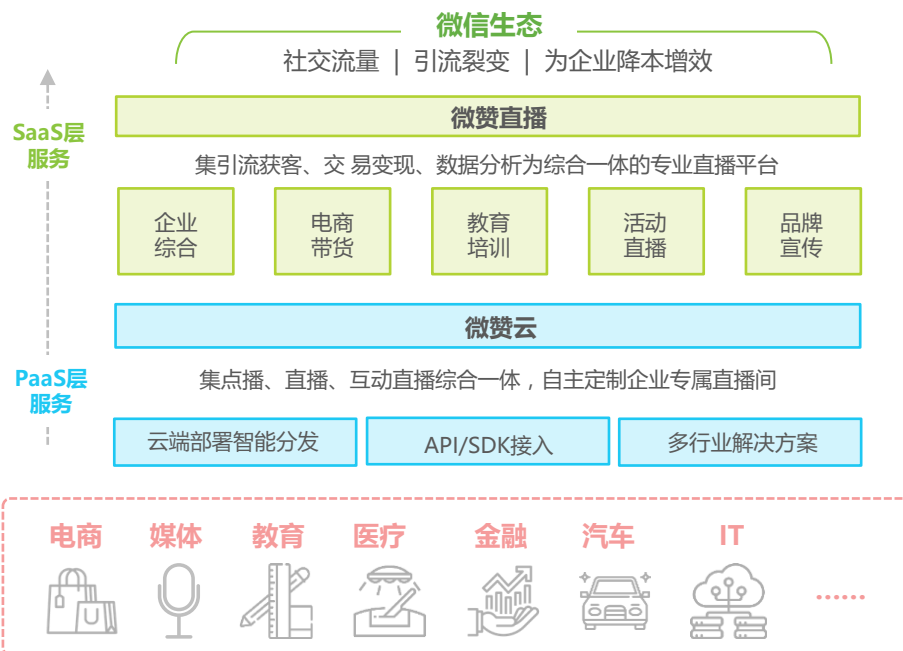 微信生态
社交流量 | 引流裂变 | 为企业降本增效
SaaS层
服务
微赞直播
集引流获客、交 易变现、数据分析为综合一体的专业直播平台
企业
综合
电商
带货
教育
培训
活动
直播
品牌
宣传
微赞云
PaaS层
服务
集点播、直播、互动直播综合一体，自主定制企业专属直播间
云端部署智能分发
API/SDK接入
多行业解决方案
电商 媒体 教育 医疗 金融 汽车 IT
······